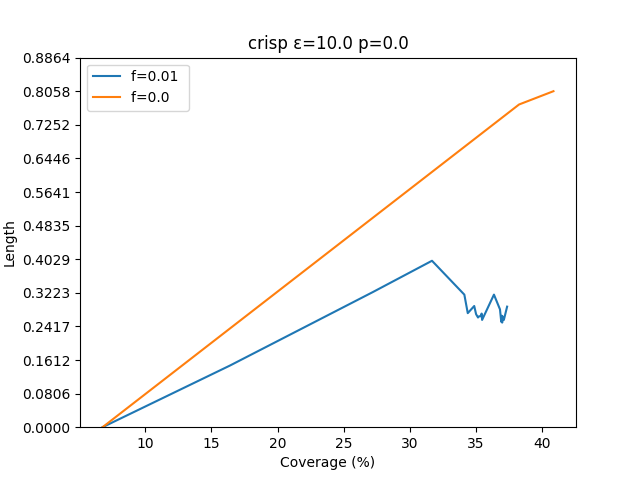 crisp ε=10.0 p=0.0
0.8864
0.8058
0.7252
0.6446
0.5641
0.4835
0.4029
0.3223
0.2417
0.1612
0.0806
0.0000
Length
f=0.01
f=0.0
10 15 20 25 30 35 40
Coverage (%)